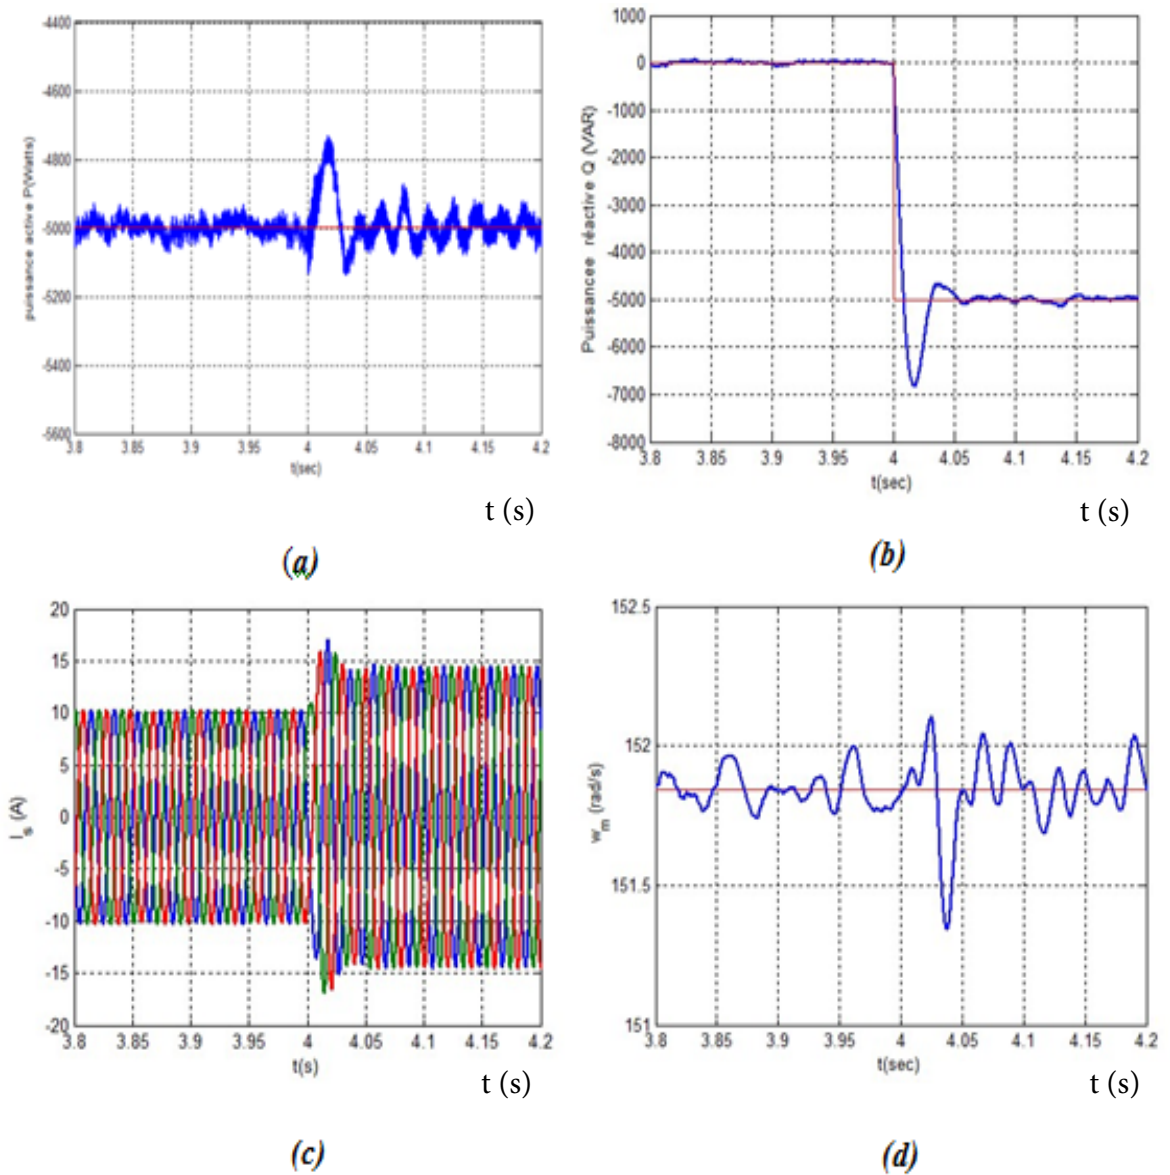 -4400
-4600
-4800
-5000
-5200
-5400
-5600
puissance active P(Watts)
3.8 3.85 3.9 3.95 4 4.05 4.1 4.15 4.2
t(sec)
t (s)
(a)
1000
0
-1000
-2000
-3000
-4000
-5000
-6000
-7000
-8000
Puissancee réactive Q (VAR)
3.8 3.85 3.9 3.95 4 4.05 4.1 4.15 4.2
t(sec)
t (s)
(b)
20
15
10
5
0
-5
-10
-15
-20
I_s (A)
3.8 3.85 3.9 3.95 4 4.05 4.1 4.15 4.2
t(s)
t (s)
(c)
152.5
152
151.5
151
w_m (rad/s)
3.8 3.85 3.9 3.95 4 4.05 4.1 4.15 4.2
t(sec)
t (s)
(d)